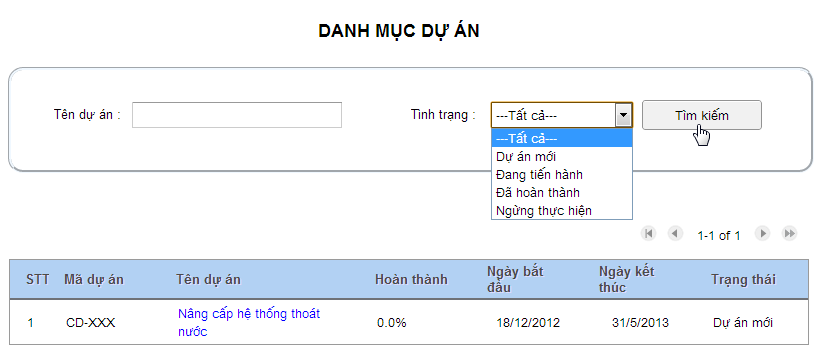 DANH MỤC DỰ ÁN
Tên dự án :
Tình trạng :
---Tất cả---
Tìm kiếm
---Tất cả---
Dự án mới
Đang tiến hành
Đã hoàn thành
Ngừng thực hiện
1-1 of 1
STT Mã dự án Tên dự án Hoàn thành Ngày bắt đầu Ngày kết thúc Trạng thái
1 CD-XXX Nâng cấp hệ thống thoát nước 0.0% 18/12/2012 31/5/2013 Dự án mới